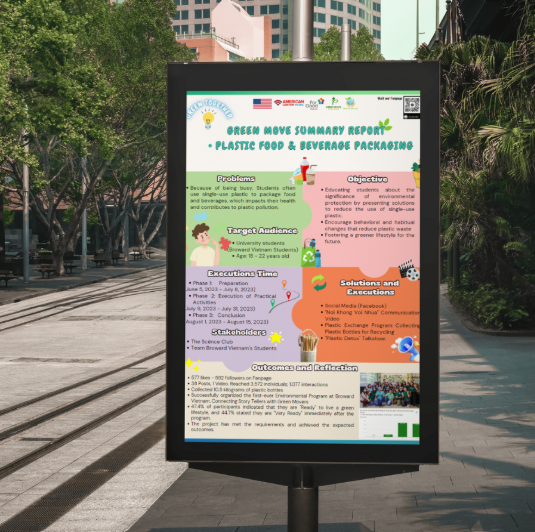 GREEN TOGETHER
AMERICAN
GREEN MOVE SUMMARY REPORT
- PLASTIC FOOD & BEVERAGE PACKAGING
Problems
• Because of being busy, Students often
use single-use plastic to package food
and beverages, which impacts their health
and contributes to plastic pollution.
Target Audience
• University students
(Broward Vietnam Students)
• Age: 18 - 22 years old
Objective
• Educating students about the
significance of environmental
protection by presenting solutions
to reduce the use of single-use
plastic.
• Encourage behavioral and habitual
changes that reduce plastic waste
• Fostering a greener lifestyle for the
future.
Executions Time
• Phase 1: Preparation
(June 5, 2023 - July 8, 2023)
• Phase 2: Execution of Practical
Activities
(July 9, 2023 - July 31, 2023)
• Phase 3: Conclusion
(August 1, 2023 - August 15, 2023)
Stakeholders
• The Science Club
• Team Broward Vietnam's Students
Solutions and
Executions
• Social Media (Facebook)
• "Noi Khong Voi Nhua" Communication
Video
• Plastic Exchange Program Collecting
Plastic Bottles for Recycling
• "Plastic Detox" Talkshow
Outcomes and Reflection
• 677 likes - 992 followers on Fanpage
• 38 Posts, 1 Video, Reached 3,572 individuals; 1,077 interactions
• Collected 10.8 kilograms of plastic bottles
• Successfully organized the first-ever Environmental Program at Broward
Vietnam, Connecting Story Tellers with Green Movers
• 47.4% of participants indicated that they are "Ready" to live a green
lifestyle, and 44.7% stated they are "Very Ready" immediately after the
program.
• The project has met the requirements and achieved the expected
outcomes.